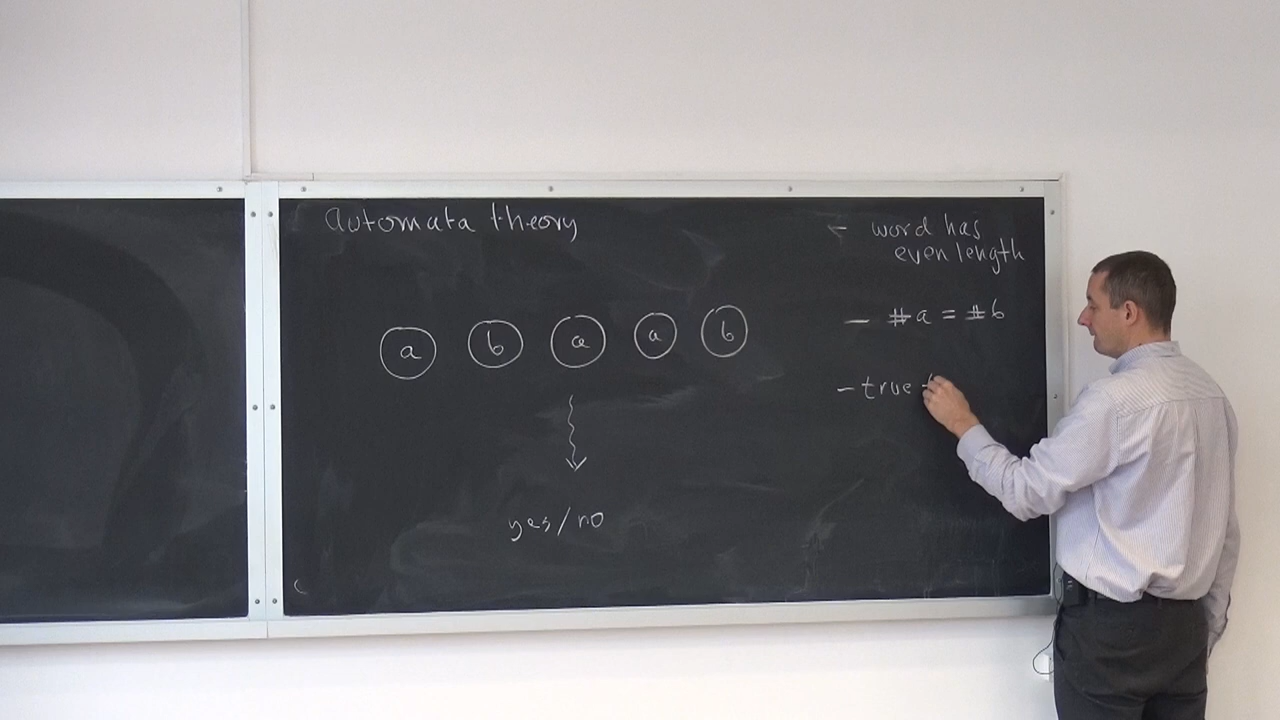 automata theory
a b a a b
yes/no
- word has
even length
- #a = #b
- true